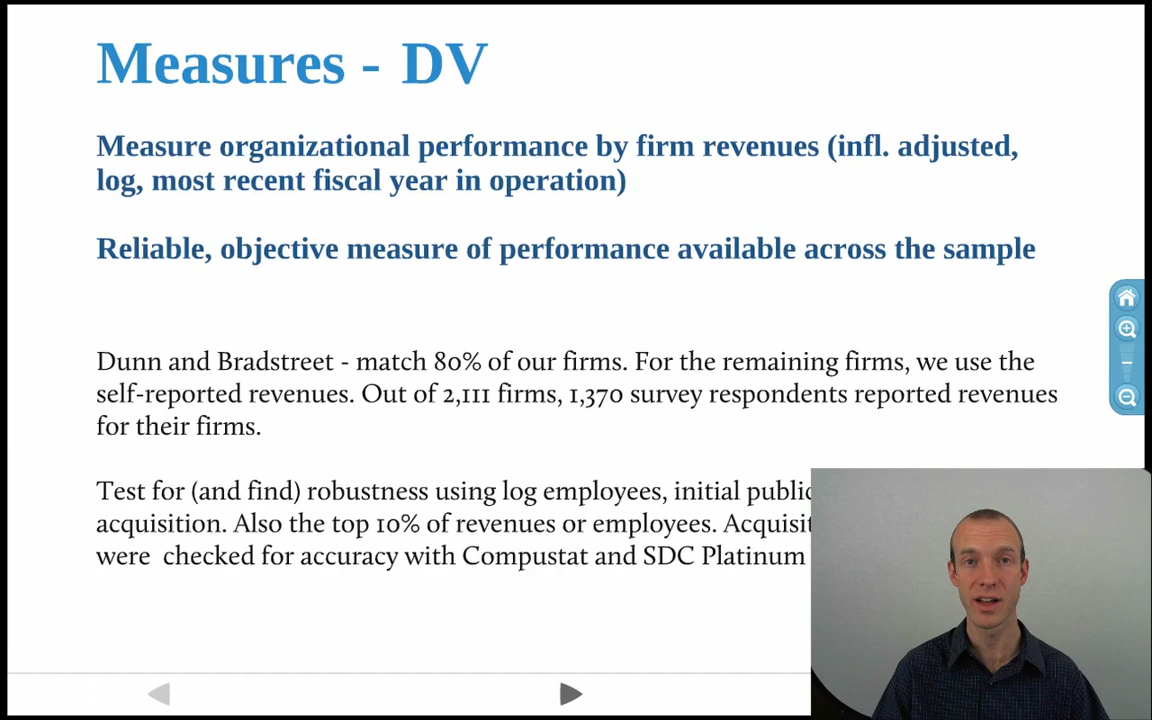 Measures - DV
Measure organizational performance by firm revenues (infl. adjusted,
log, most recent fiscal year in operation)
Reliable, objective measure of performance available across the sample
Dunn and Bradstreet - match 80% of our firms. For the remaining firms, we use the
self-reported revenues. Out of 2,111 firms, 1,370 survey respondents reported revenues
for their firms.
Test for (and find) robustness using log employees, initial public
acquisition. Also the top 10% of revenues or employees.
were checked for accuracy with Compustat and SDC Platinum